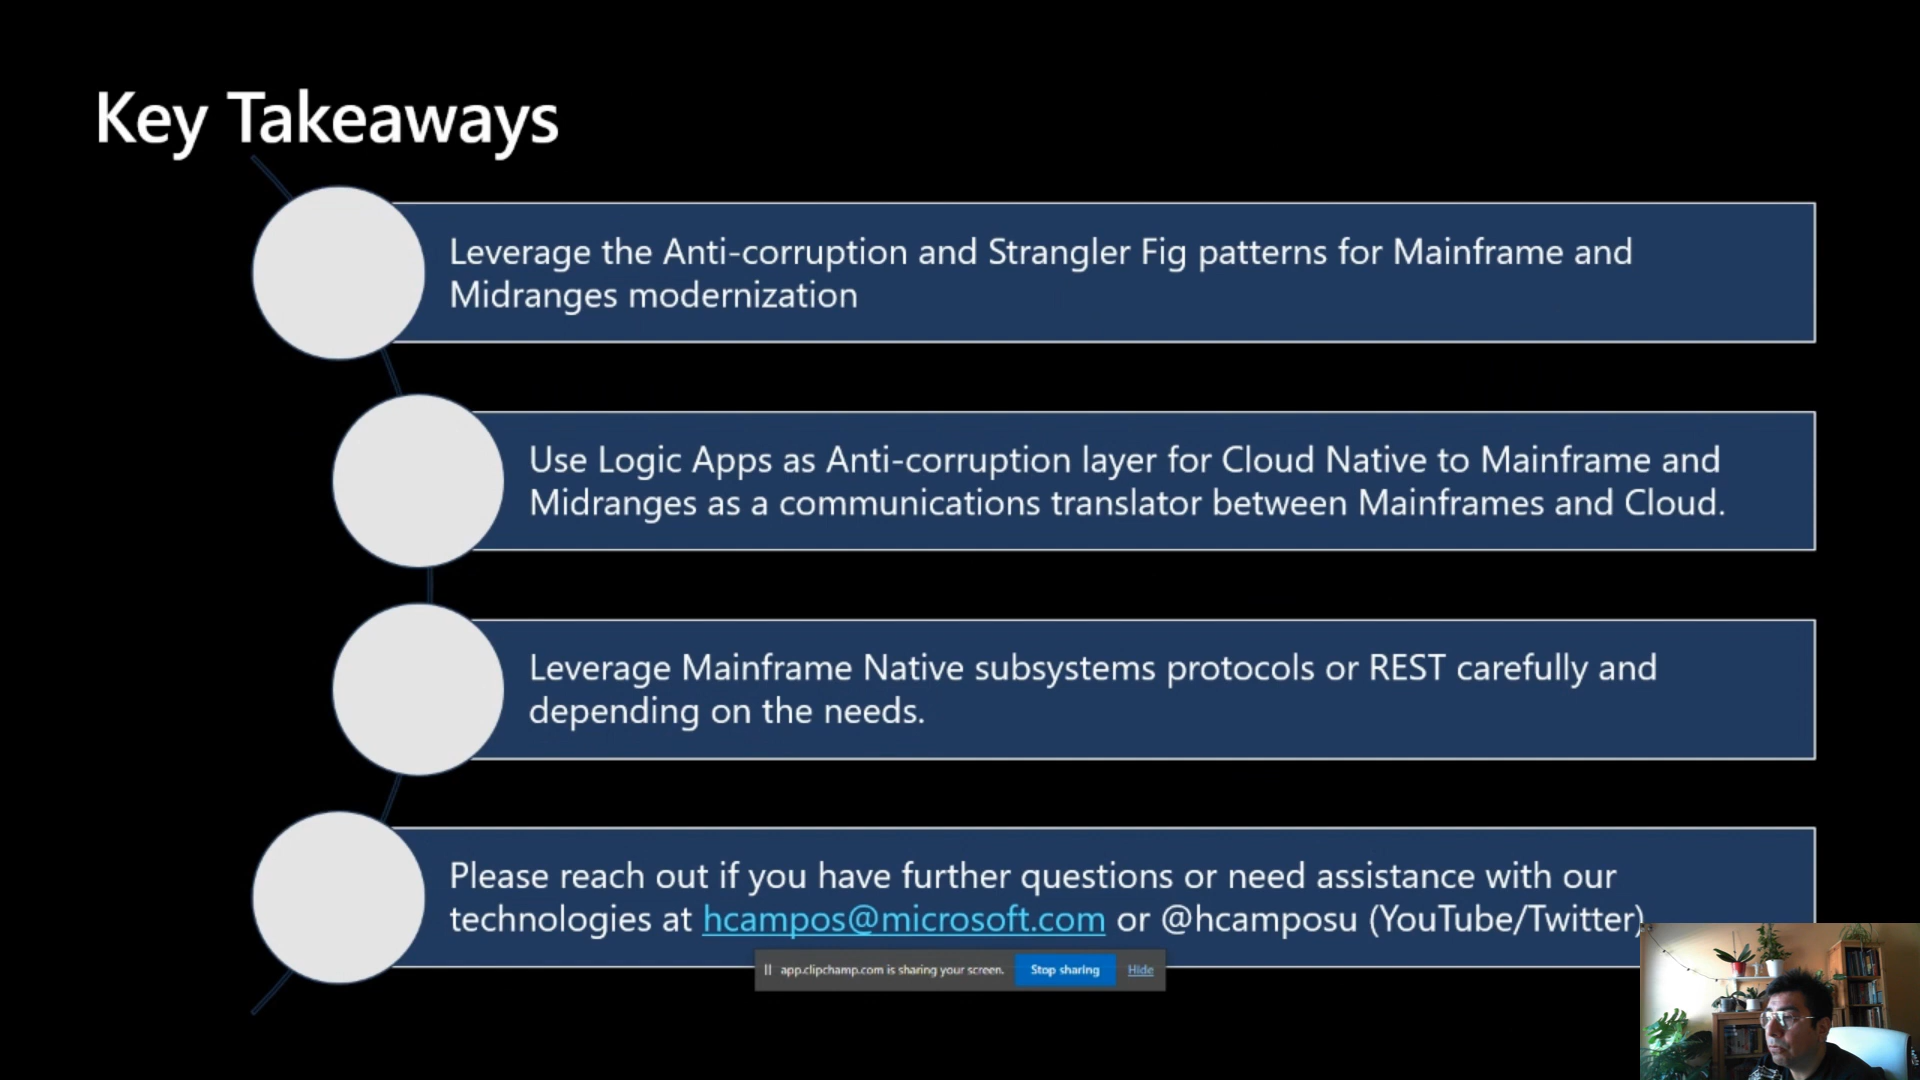 Key Takeaways
Leverage the Anti-corruption and Strangler Fig patterns for Mainframe and
Midranges modernization
Use Logic Apps as Anti-corruption layer for Cloud Native to Mainframe and
Midranges as a communications translator between Mainframes and Cloud.
Leverage Mainframe Native subsystems protocols or REST carefully and
depending on the needs.
Please reach out if you have further questions or need assistance with our
technologies at hcampos@microsoft.com or @hcamposu (YouTube/Twitter)
app.clipchamp.com is sharing your screen. Stop sharing Hide